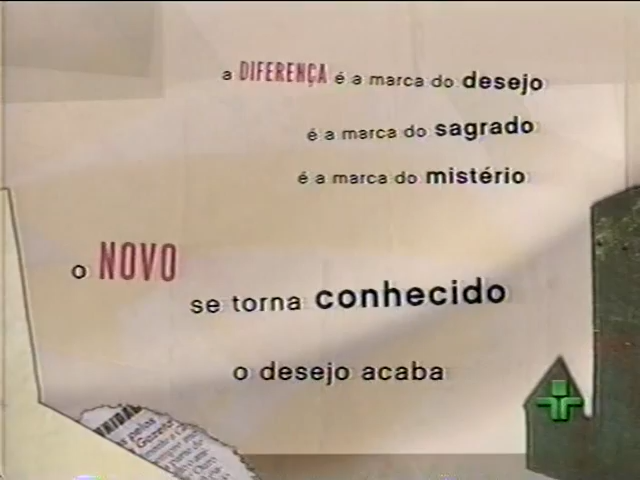 a DIFERENÇA é a marca do desejo
é a marca do sagrado
é a marca do mistério
o NOVO
se torna conhecido
o desejo acaba